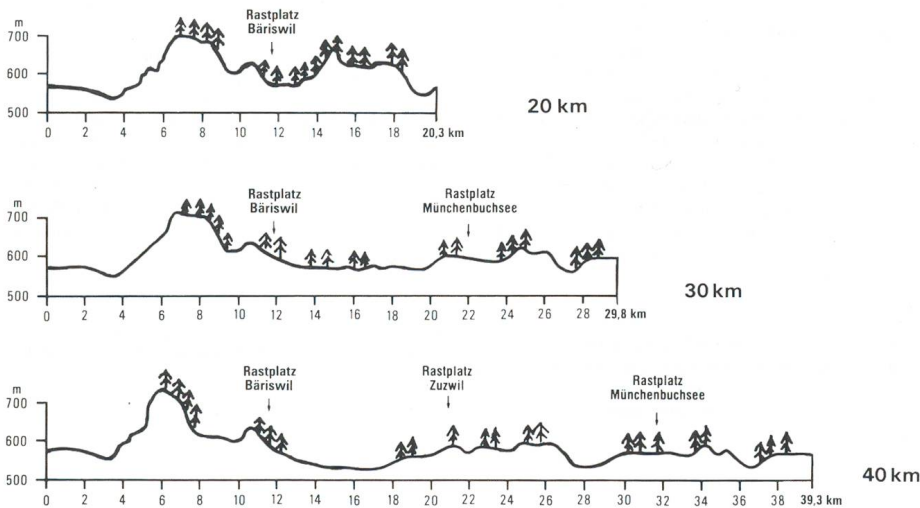 Rastplatz
Bäriswil
m
700
600
500
0 2 4 6 8 10 12 14 16 18 20,3 km
20 km
Rastplatz
Bäriswil
Rastplatz
Münchenbuchsee
m
700
600
500
0 2 4 6 8 10 12 14 16 18 20 22 24 26 28 29,8 km
30 km
Rastplatz
Bäriswil
Rastplatz
Zuzwil
Rastplatz
Münchenbuchsee
m
700
600
500
0 2 4 6 8 10 12 14 16 18 20 22 24 26 28 30 32 34 36 38 39,3 km
40 km